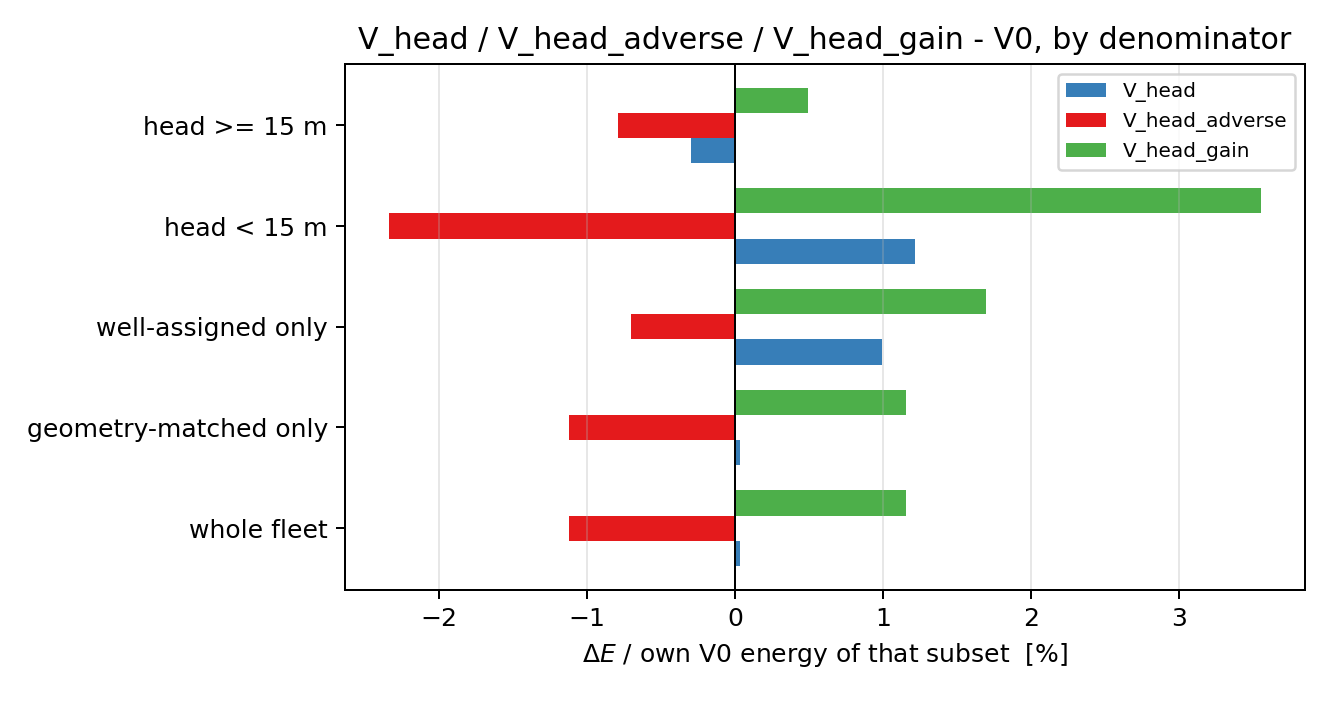 V_head / V_head_adverse / V_head_gain - V0, by denominator
V_head
V_head_adverse
V_head_gain
head >= 15 m
head < 15 m
well-assigned only
geometry-matched only
whole fleet
−2 −1 0 1 2 3
ΔE / own V0 energy of that subset [%]